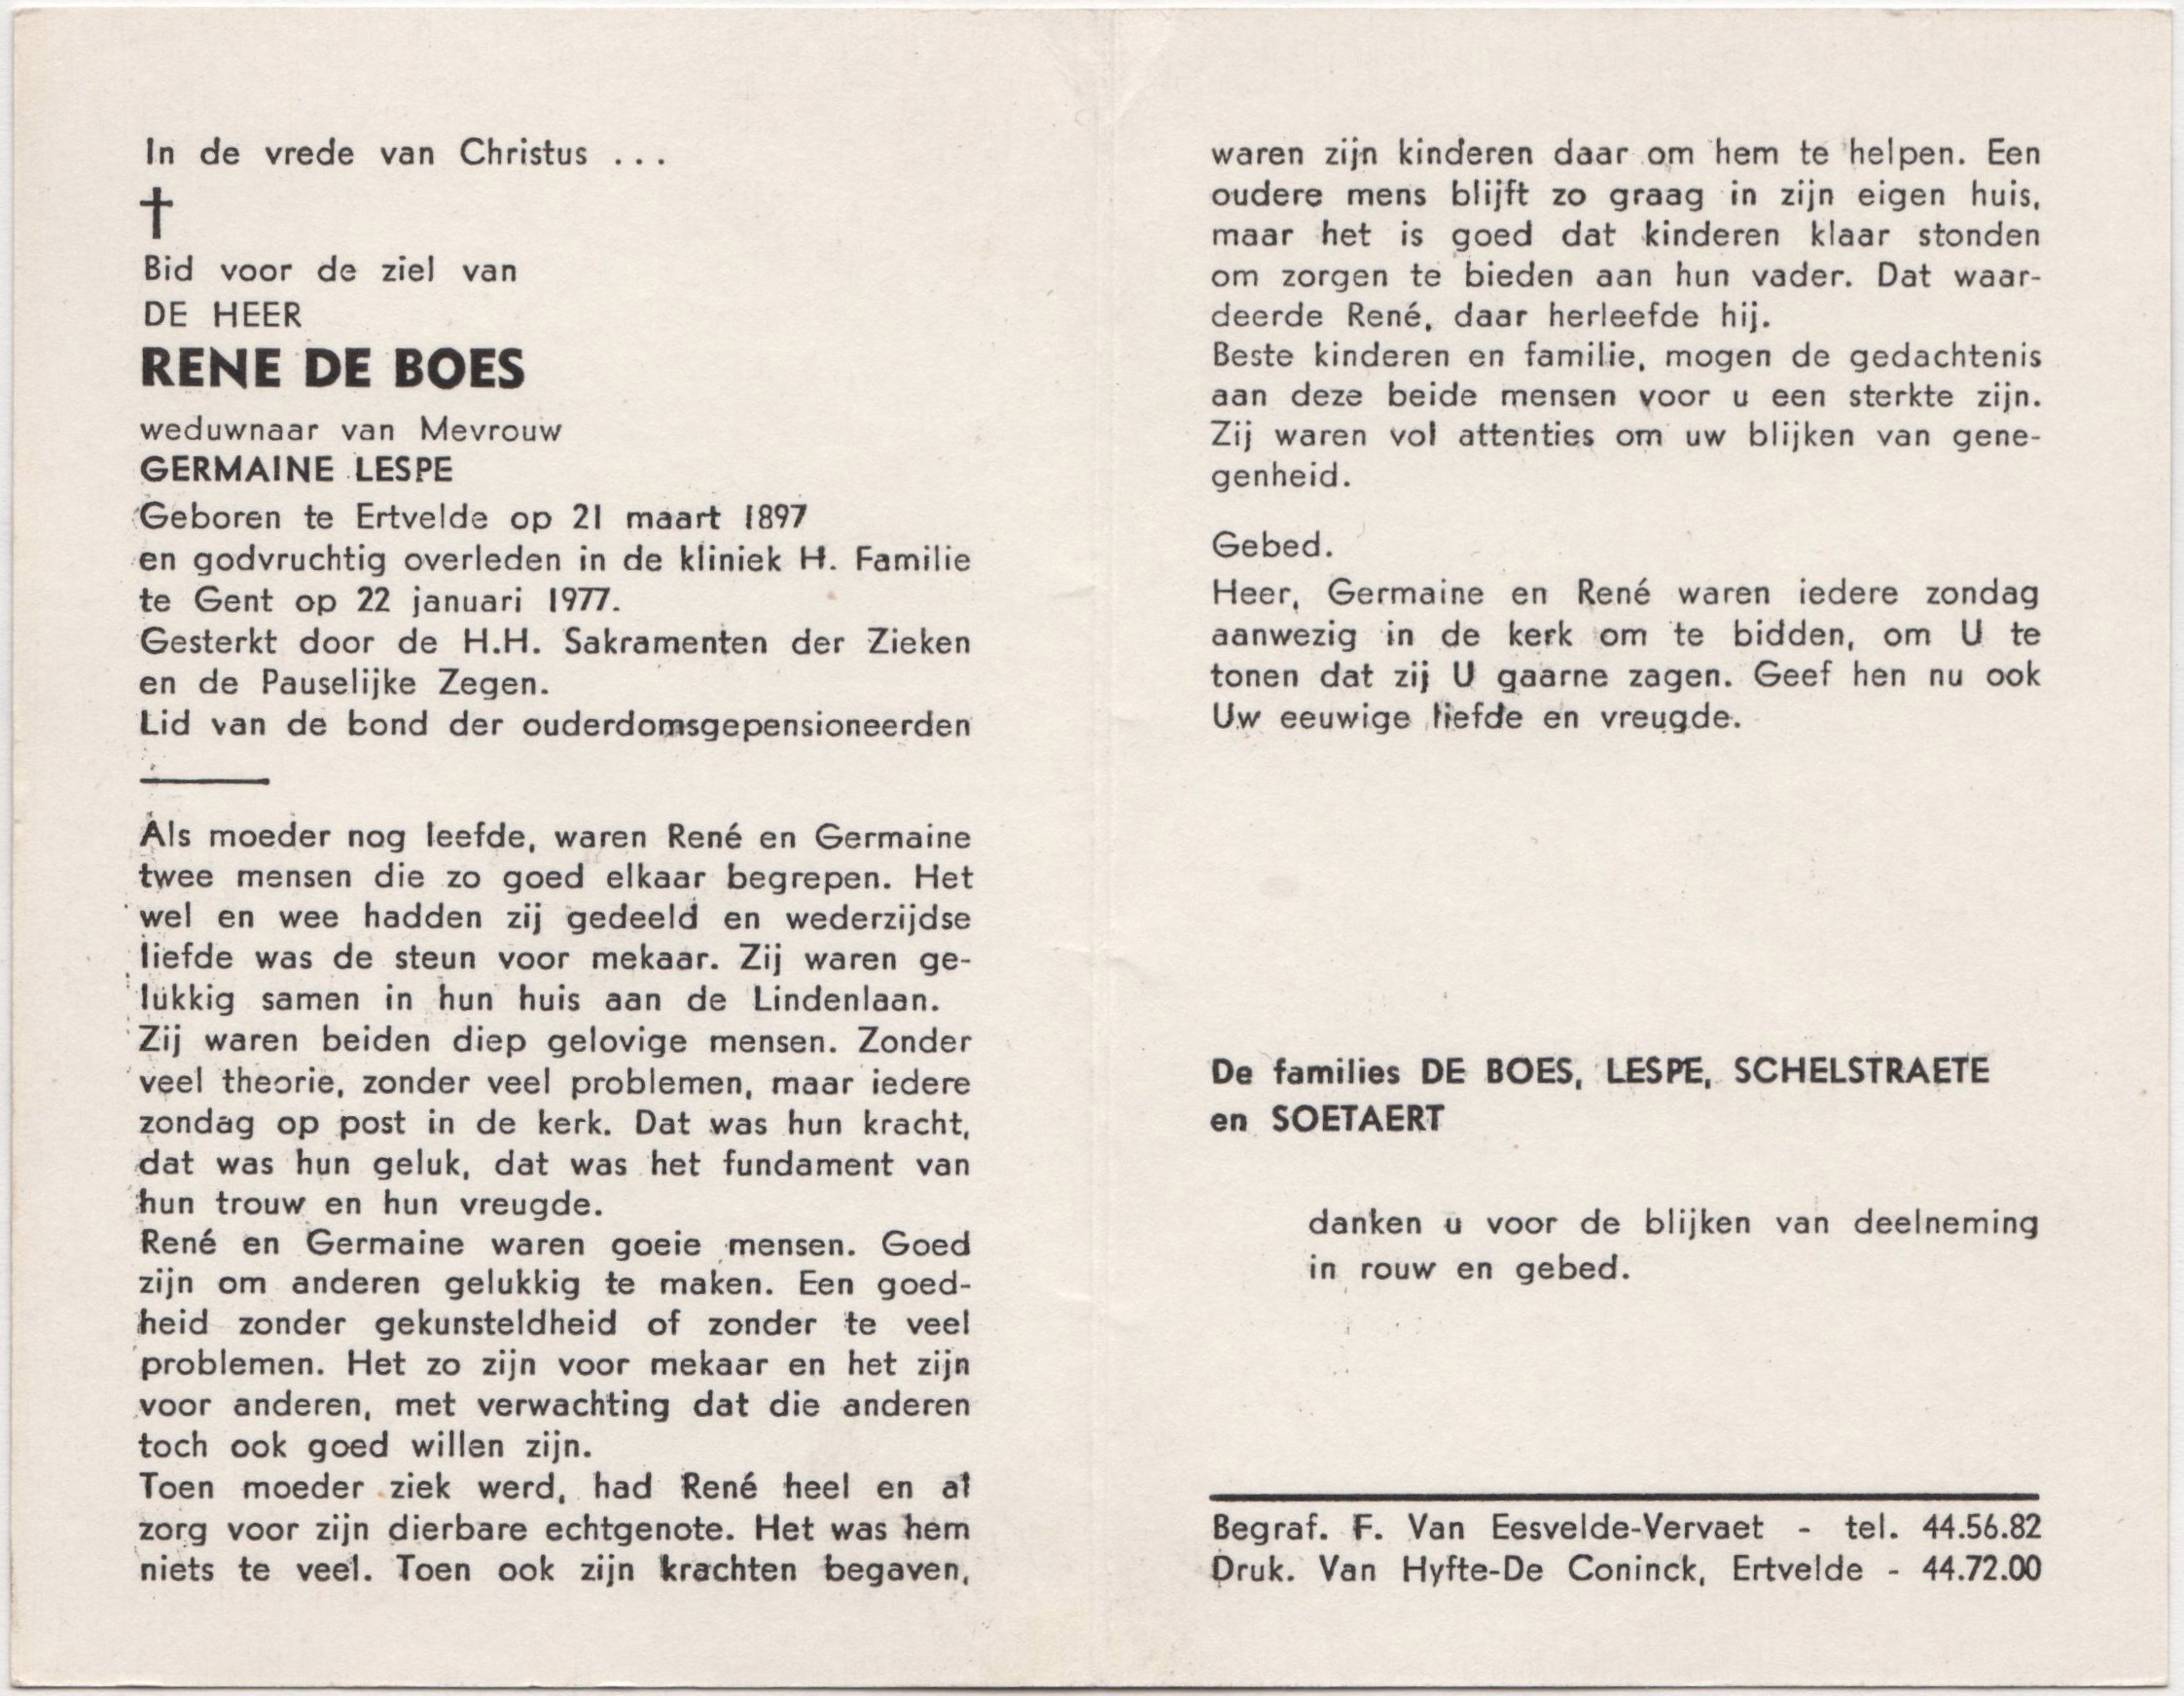 In de vrede van Christus ...
†
Bid voor de ziel van
DE HEER
RENE DE BOES
weduwnaar van Mevrouw
GERMAINE LESPE
Geboren te Ertvelde op 21 maart 1897
en godvruchtig overleden in de kliniek H. Familie
te Gent op 22 januari 1977.
Gesterkt door de H.H. Sakramenten der Zieken
en de Pauselijke Zegen.
Lid van de bond der ouderdomsgepensioneerden
Als moeder nog leefde, waren René en Germaine
twee mensen die zo goed elkaar begrepen. Het
wel en wee hadden zij gedeeld en wederzijdse
liefde was de steun voor mekaar. Zij waren ge-
lukkig samen in hun huis aan de Lindenlaan.
Zij waren beiden diep gelovige mensen. Zonder
veel theorie, zonder veel problemen, maar iedere
zondag op post in de kerk. Dat was hun kracht,
dat was hun geluk, dat was het fundament van
hun trouw en hun vreugde.
René en Germaine waren goeie mensen. Goed
zijn om anderen gelukkig te maken. Een goed-
heid zonder gekunsteldheid of zonder te veel
problemen. Het zo zijn voor mekaar en het zijn
voor anderen, met verwachting dat die anderen
toch ook goed willen zijn.
Toen moeder ziek werd, had René heel en al
zorg voor zijn dierbare echtgenote. Het was hem
niets te veel. Toen ook zijn krachten begaven,
waren zijn kinderen daar om hem te helpen. Een
oudere mens blijft zo graag in zijn eigen huis,
maar het is goed dat kinderen klaar stonden
om zorgen te bieden aan hun vader. Dat waar-
deerde René, daar herleefde hij.
Beste kinderen en familie, mogen de gedachtenis
aan deze beide mensen voor u een sterkte zijn.
Zij waren vol attenties om uw blijken van gene-
genheid.
Gebed.
Heer, Germaine en René waren iedere zondag
aanwezig in de kerk om te bidden, om U te
tonen dat zij U gaarne zagen. Geef hen nu ook
Uw eeuwige liefde en vreugde.
De families DE BOES, LESPE, SCHELSTRAETE
en SOETAERT
danken u voor de blijken van deelneming
in rouw en gebed.
Begraf. F. Van Eesvelde-Vervaet - tel. 44.56.82
Druk. Van Hyfte-De Coninck, Ertvelde - 44.72.00